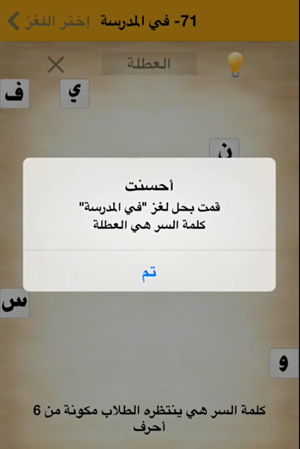 71- في المدرسة
إختر اللغز
العطلة
ف
ي
ن
أحسنت
قمت بحل لغز "في المدرسة"
كلمة السر هي العطلة
تم
س
و
كلمة السر هي ينتظره الطلاب مكونة من 6
أحرف